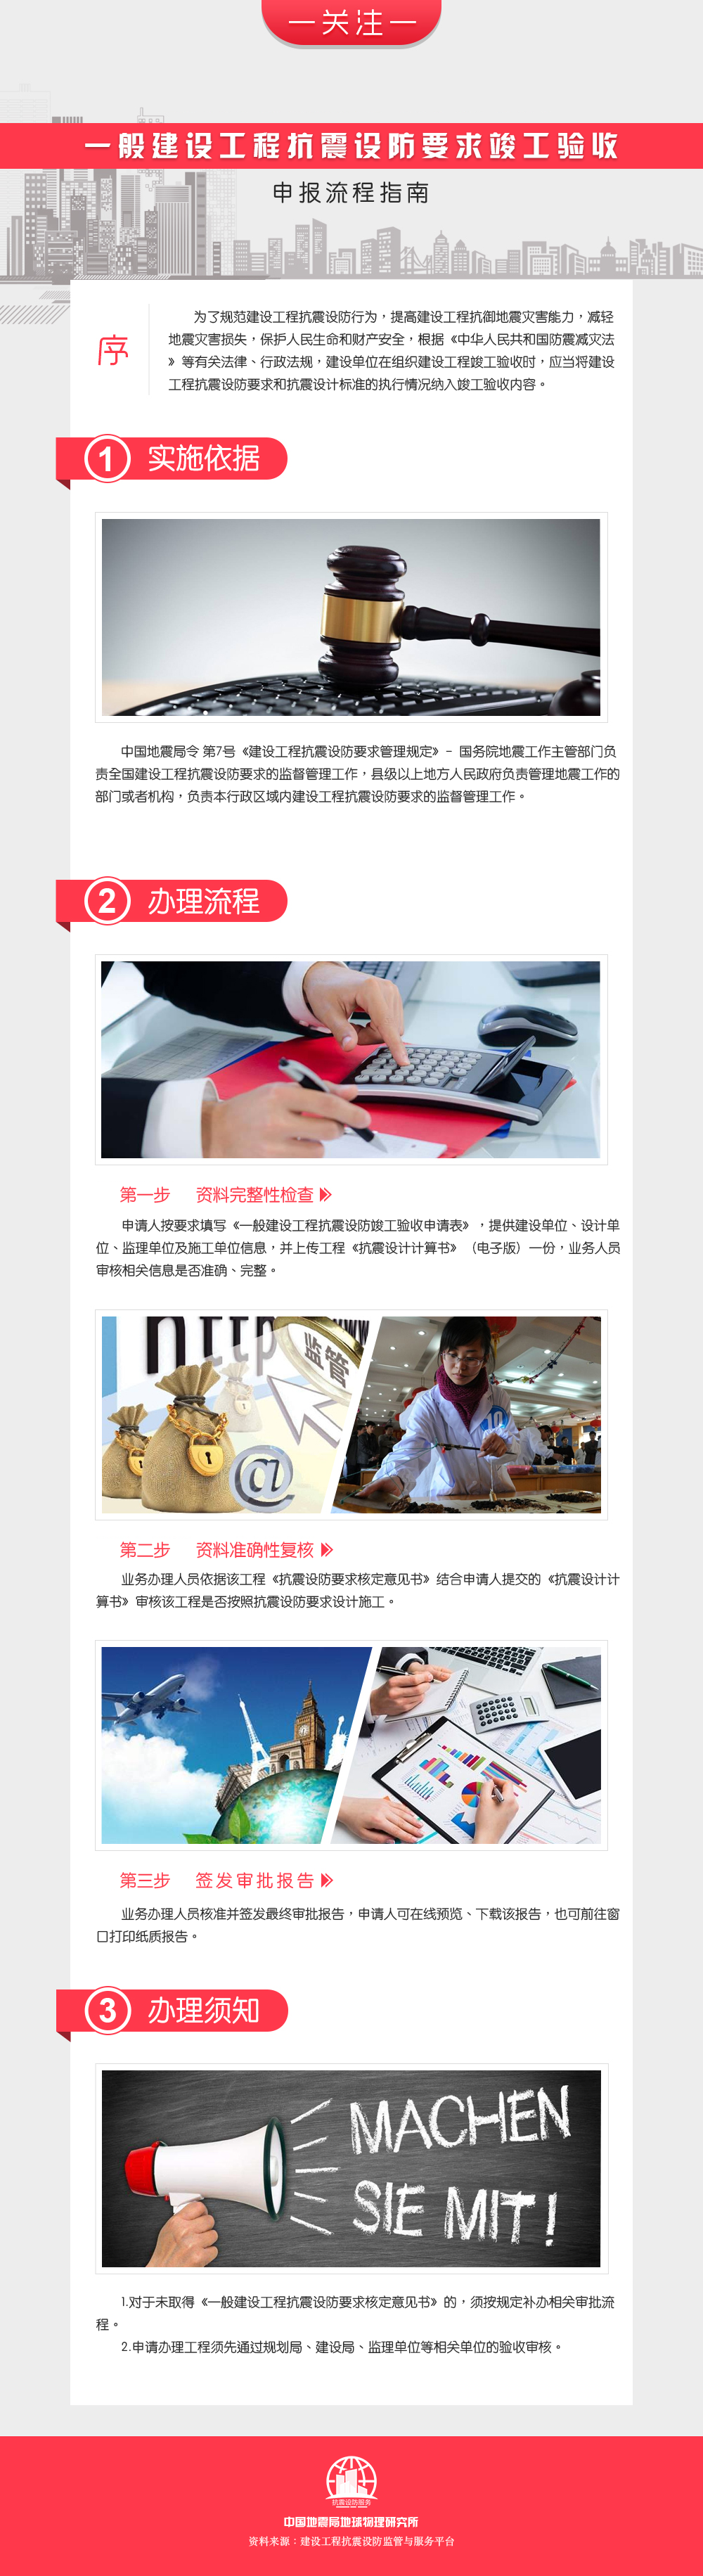 一关注一
一般建设工程抗震设防要求竣工验收
申报流程指南
序
为了规范建设工程抗震设防行为，提高建设工程抗御地震灾害能力，减轻
地震灾害损失，保护人民生命和财产安全，根据《中华人民共和国防震减灾法
》等有关法律、行政法规，建设单位在组织建设工程竣工验收时，应当将建设
工程抗震设防要求和抗震设计标准的执行情况纳入竣工验收内容。
1 实施依据
中国地震局令 第7号《建设工程抗震设防要求管理规定》- 国务院地震工作主管部门负
责全国建设工程抗震设防要求的监督管理工作，县级以上地方人民政府负责管理地震工作的
部门或者机构，负责本行政区域内建设工程抗震设防要求的监督管理工作。
2 办理流程
第一步 资料完整性检查
申请人按要求填写《一般建设工程抗震设防竣工验收申请表》，提供建设单位、设计单
位、监理单位及施工单位信息，并上传工程《抗震设计计算书》（电子版）一份，业务人员
审核相关信息是否准确、完整。
http
www
监管
@
10
第二步 资料准确性复核
业务办理人员依据该工程《抗震设防要求核定意见书》结合申请人提交的《抗震设计计
算书》审核该工程是否按照抗震设防要求设计施工。
第三步 签发审批报告
业务办理人员核准并签发最终审批报告，申请人可在线预览、下载该报告，也可前往窗
口打印纸质报告。
3 办理须知
MACHEN
SIE MIT!
1.对于未取得《一般建设工程抗震设防要求核定意见书》的，须按规定补办相关审批流
程。
2.申请办理工程须先通过规划局、建设局、监理单位等相关单位的验收审核。
抗震设防服务
中国地震局地球物理研究所
资料来源：建设工程抗震设防监管与服务平台